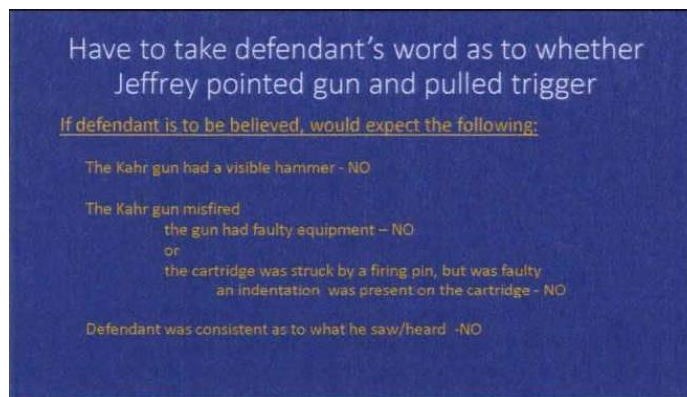 Have to take defendant's word as to whether
Jeffrey pointed gun and pulled trigger
If defendant is to be believed, would expect the following:
The Kahr gun had a visible hammer - NO
The Kahr gun misfired
the gun had faulty equipment – NO
or
the cartridge was struck by a firing pin, but was faulty
an indentation was present on the cartridge - NO
Defendant was consistent as to what he saw/heard -NO